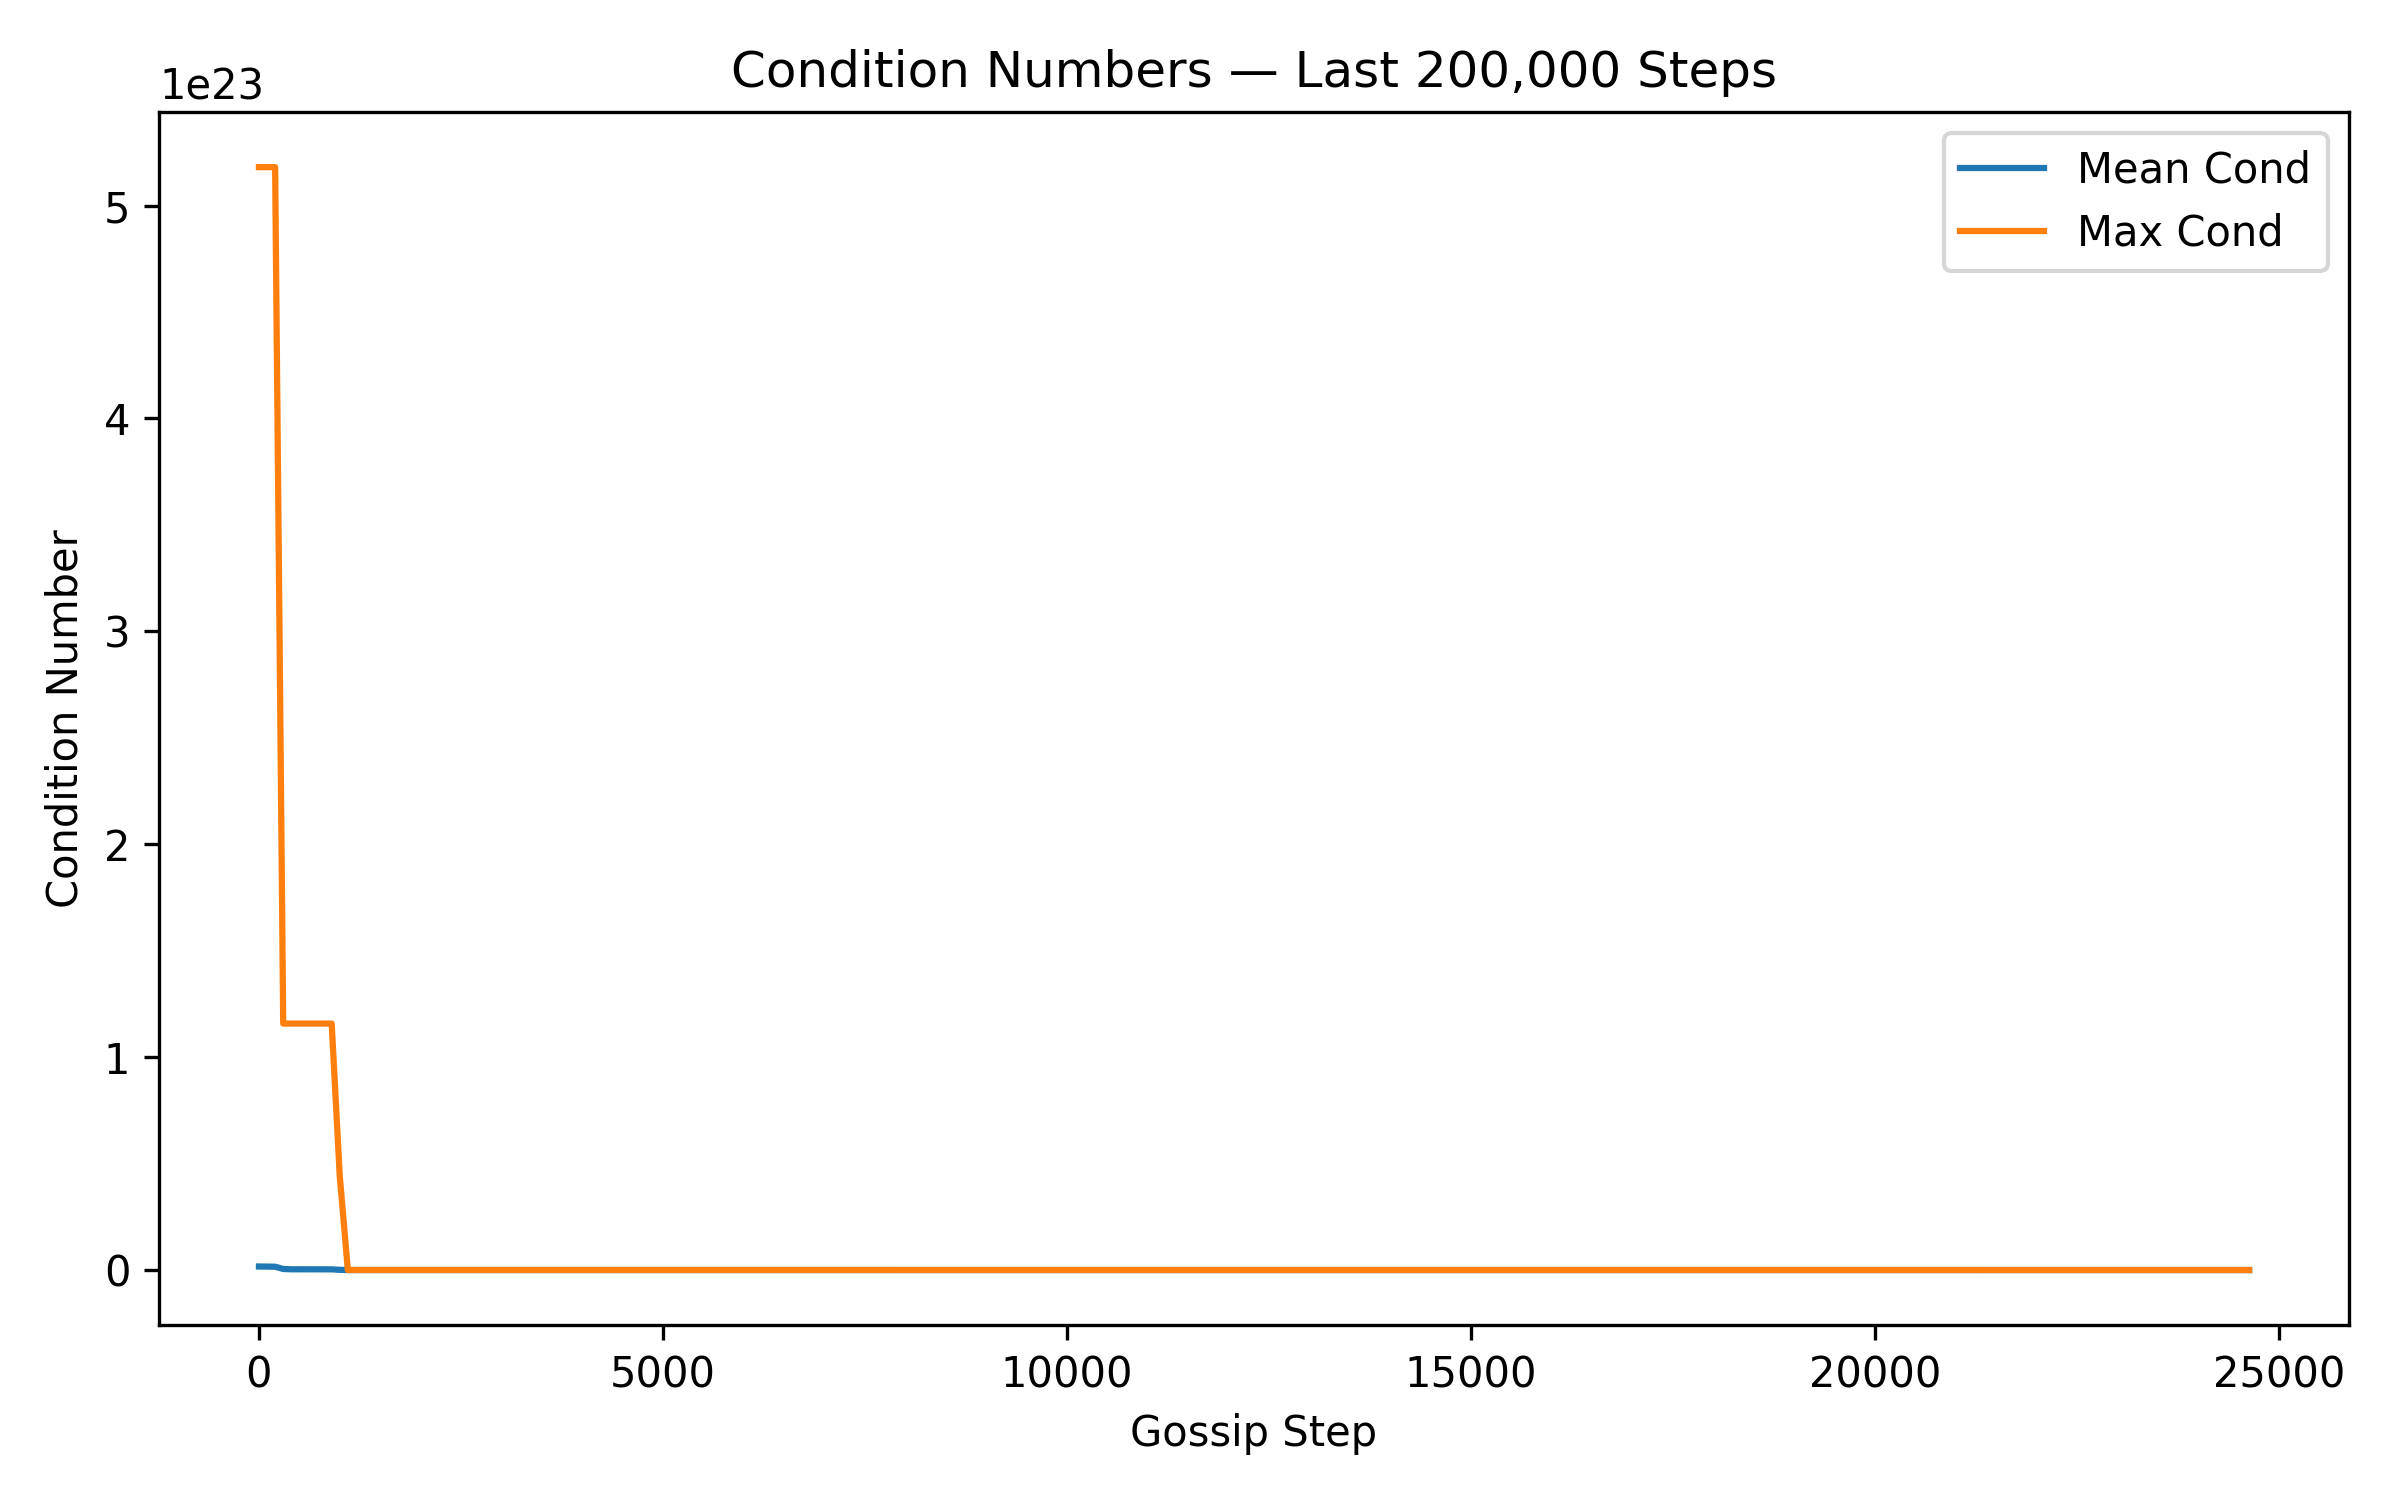 Condition Numbers — Last 200,000 Steps
1e23
Mean Cond
Max Cond
5
4
3
2
1
0
Condition Number
0 5000 10000 15000 20000 25000
Gossip Step